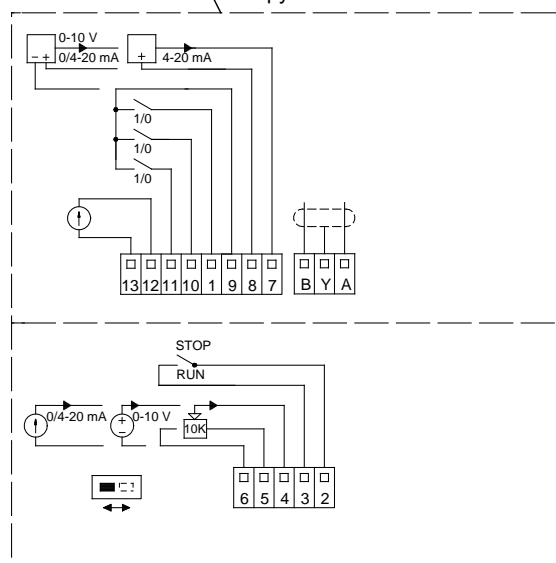 0-10 V
0/4-20 mA
- +
+
4-20 mA
1/0
1/0
1/0
13 12 11 10 1 9 8 7
B Y A
STOP
RUN
0/4-20 mA
+
-
0-10 V
10K
6 5 4 3 2